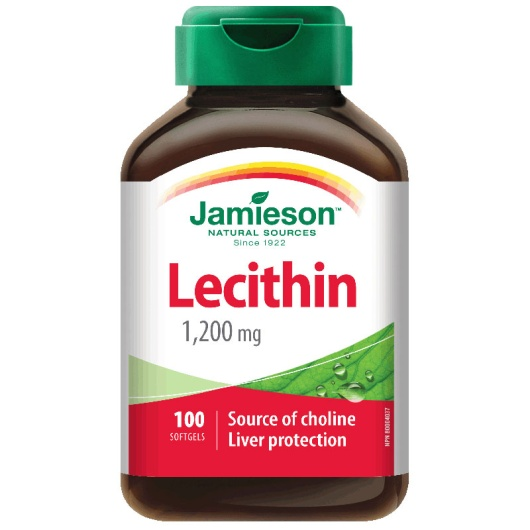 Jamieson™
NATURAL SOURCES
Since 1922
Lecithin
1,200 mg
100
SOFTGELS
Source of choline
Liver protection